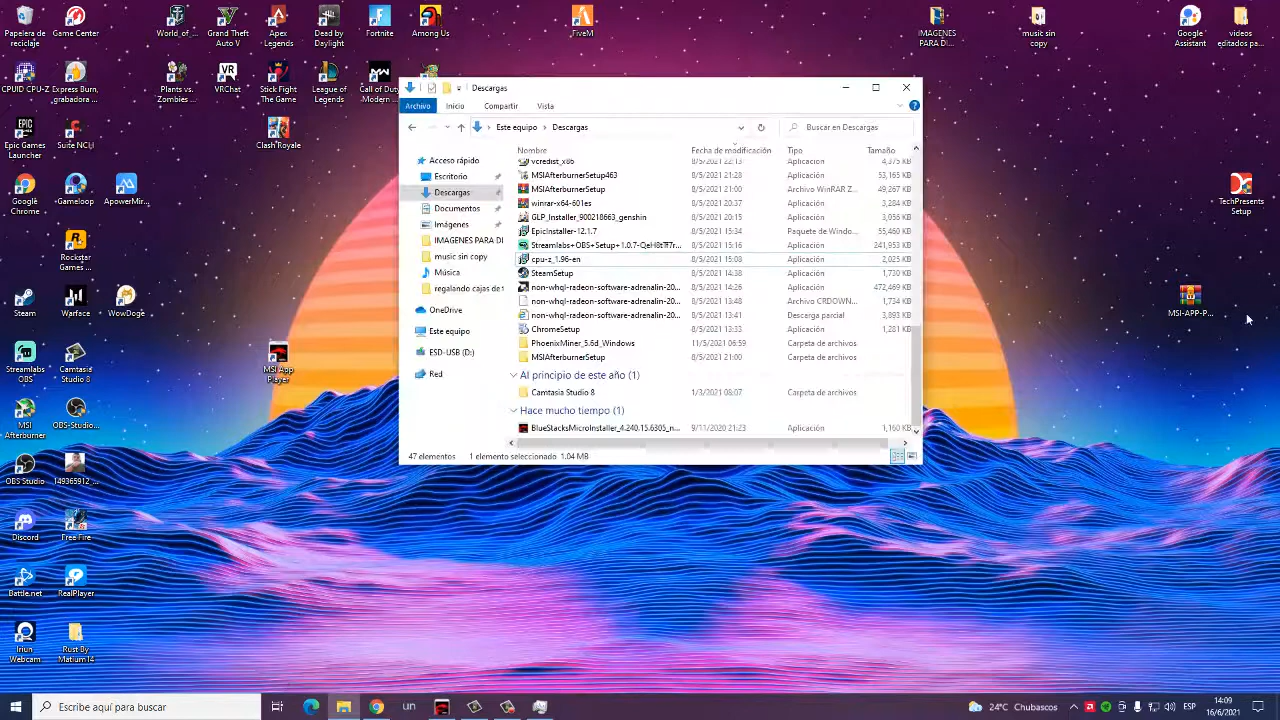 Papelera de
reciclaje
Game Center
World_of_...
Grand Theft
Auto V
Apex
Legends
Dead by
Daylight
Fortnite
Among Us
FiveM
IMAGENES
PARA DI...
music sin
copy
Google
Assistant
videos
editados pa...
CPUID CPU-Z
Express Burn,
grabadora ...
Plants vs.
Zombies ...
VRChat
Stick Fight
The Game
League of
Legends
Call of Duty
Modern ...
Epic Games
Launcher
Suite NCH
Clash Royale
Google
Chrome
Gameloop
ApowerMir...
Rockstar
Games ...
Steam
Warface
WowDoge
Streamlabs
OBS
Camtasia
Studio 8
MSI App
Player
MSI
Afterburner
OBS-Studio...
OBS Studio
149365912_...
Discord
Free Fire
Battle.net
RealPlayer
Iriun
Webcam
Rust By
Matium14
TechPresents
Setup
MSI-APP-P...
Descargas
Archivo Inicio Compartir Vista
Este equipo Descargas
Buscar en Descargas
Acceso rápido
Escritorio
Descargas
Documentos
Imágenes
IMAGENES PARA DI
music sin copy
Música
regalando cajas de
OneDrive
Este equipo
ESD-USB (D:)
Red
Nombre Fecha de modificación Tipo Tamaño
vcredist_x86 8/5/2021 22:13 Aplicación 4,375 KB
MSIAfterburnerSetup463 8/5/2021 21:28 Aplicación 53,165 KB
MSIAfterburnerSetup 8/5/2021 21:00 Archivo WinRAR Z... 49,267 KB
winrar-x64-601es 8/5/2021 20:37 Aplicación 3,284 KB
GLP_Installer_900218663_genshin 8/5/2021 20:15 Aplicación 3,056 KB
EpicInstaller-12.1.7 8/5/2021 15:34 Paquete de Windo... 55,460 KB
Streamlabs+OBS+Setup+1.0.7-QeH8tTf7r... 8/5/2021 15:16 Aplicación 241,953 KB
cpu-z_1.96-en 8/5/2021 15:08 Aplicación 2,025 KB
SteamSetup 8/5/2021 14:38 Aplicación 1,730 KB
non-whql-radeon-software-adrenalin-20... 8/5/2021 14:26 Aplicación 472,469 KB
non-whql-radeon-software-adrenalin-20... 8/5/2021 13:48 Archivo CRDOWN... 1,734 KB
non-whql-radeon-software-adrenalin-20... 8/5/2021 13:41 Descarga parcial 3,893 KB
ChromeSetup 8/5/2021 13:33 Aplicación 1,281 KB
PhoenixMiner_5.6d_Windows 11/5/2021 06:59 Carpeta de archivos
MSIAfterburnerSetup 8/5/2021 21:00 Carpeta de archivos
Al principio de este año (1)
Camtasia Studio 8 1/3/2021 08:07 Carpeta de archivos
Hace mucho tiempo (1)
BlueStacksMicroInstaller_4.240.15.6305_n... 9/11/2020 21:23 Aplicación 1,160 KB
47 elementos 1 elemento seleccionado 1.04 MB
Escribe aquí para buscar
un
24°C Chubascos
ESP
14:09
16/6/2021